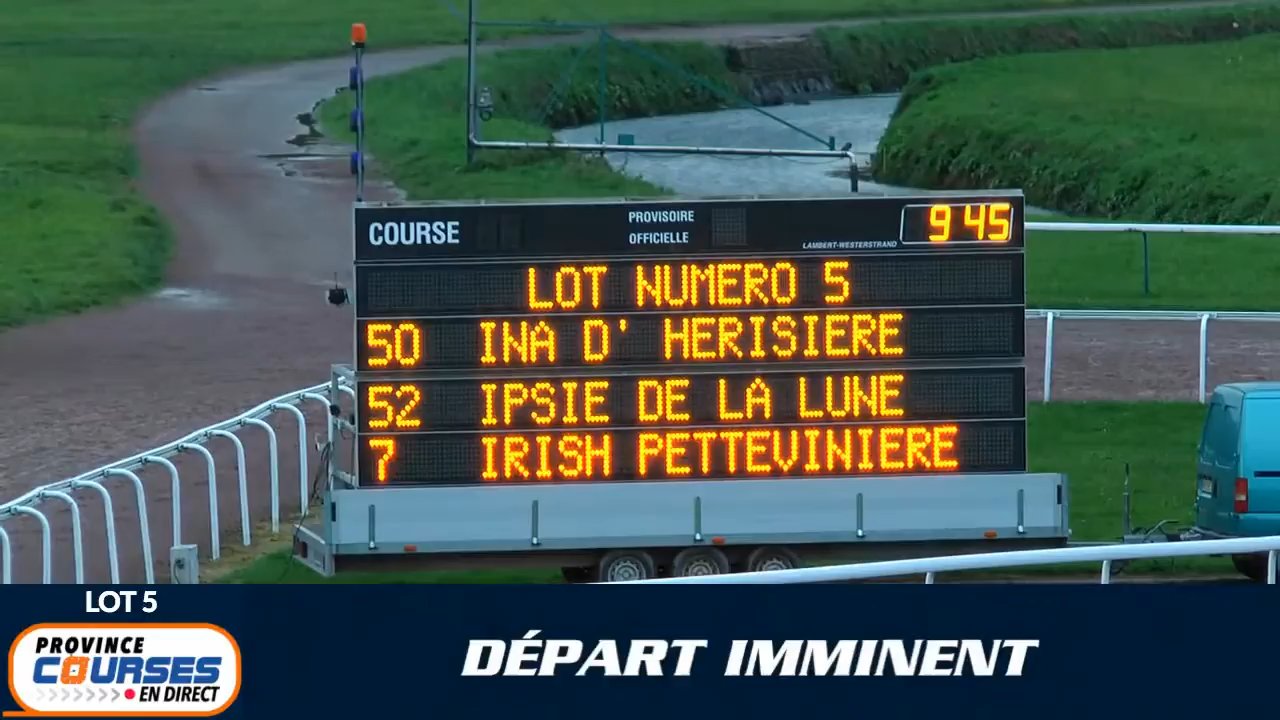 COURSE
PROVISOIRE
OFFICIELLE
LAMBERT-WESTERSTRAND
9 45
LOT NUMERO 5
50 INA D' HERISIERE
52 IPSIE DE LA LUNE
7 IRISH PETTEVINIERE
LOT 5
PROVINCE
COURSES
EN DIRECT
DÉPART IMMINENT